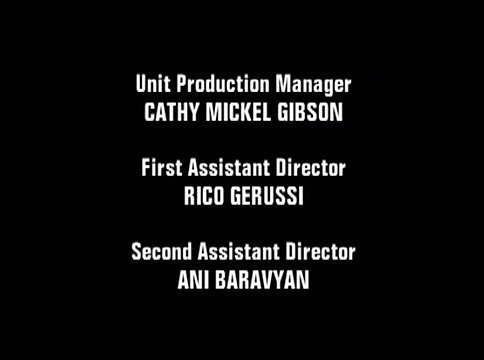 Unit Production Manager
CATHY MICKEL GIBSON
First Assistant Director
RICO GERUSSI
Second Assistant Director
ANI BARAVYAN